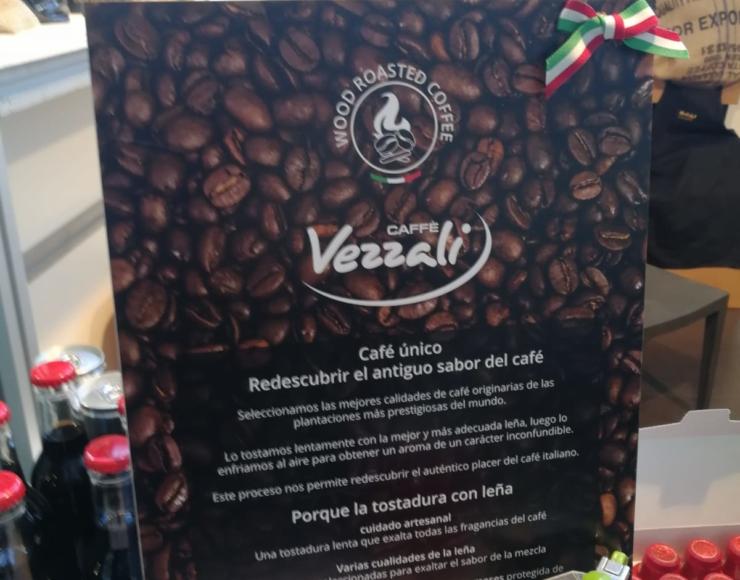 OR EXPO
WOOD ROASTED COFFEE
CAFFÈ
Vezzali
Café único
Redescubrir el antiguo sabor del café
Seleccionamos las mejores calidades de café originarias de las
plantaciones más prestigiosas del mundo.
Lo tostamos lentamente con la mejor y más adecuada leña, luego lo
enfriamos al aire para obtener un aroma de un carácter inconfundible.
Este proceso nos permite redescubrir el auténtico placer del café italiano.
Porque la tostadura con leña
cuidado artesanal
Una tostadura lenta que exalta todas las fragancias del café
Varias cualidades de la leña
para exaltar el sabor de la mezcla
protegida de